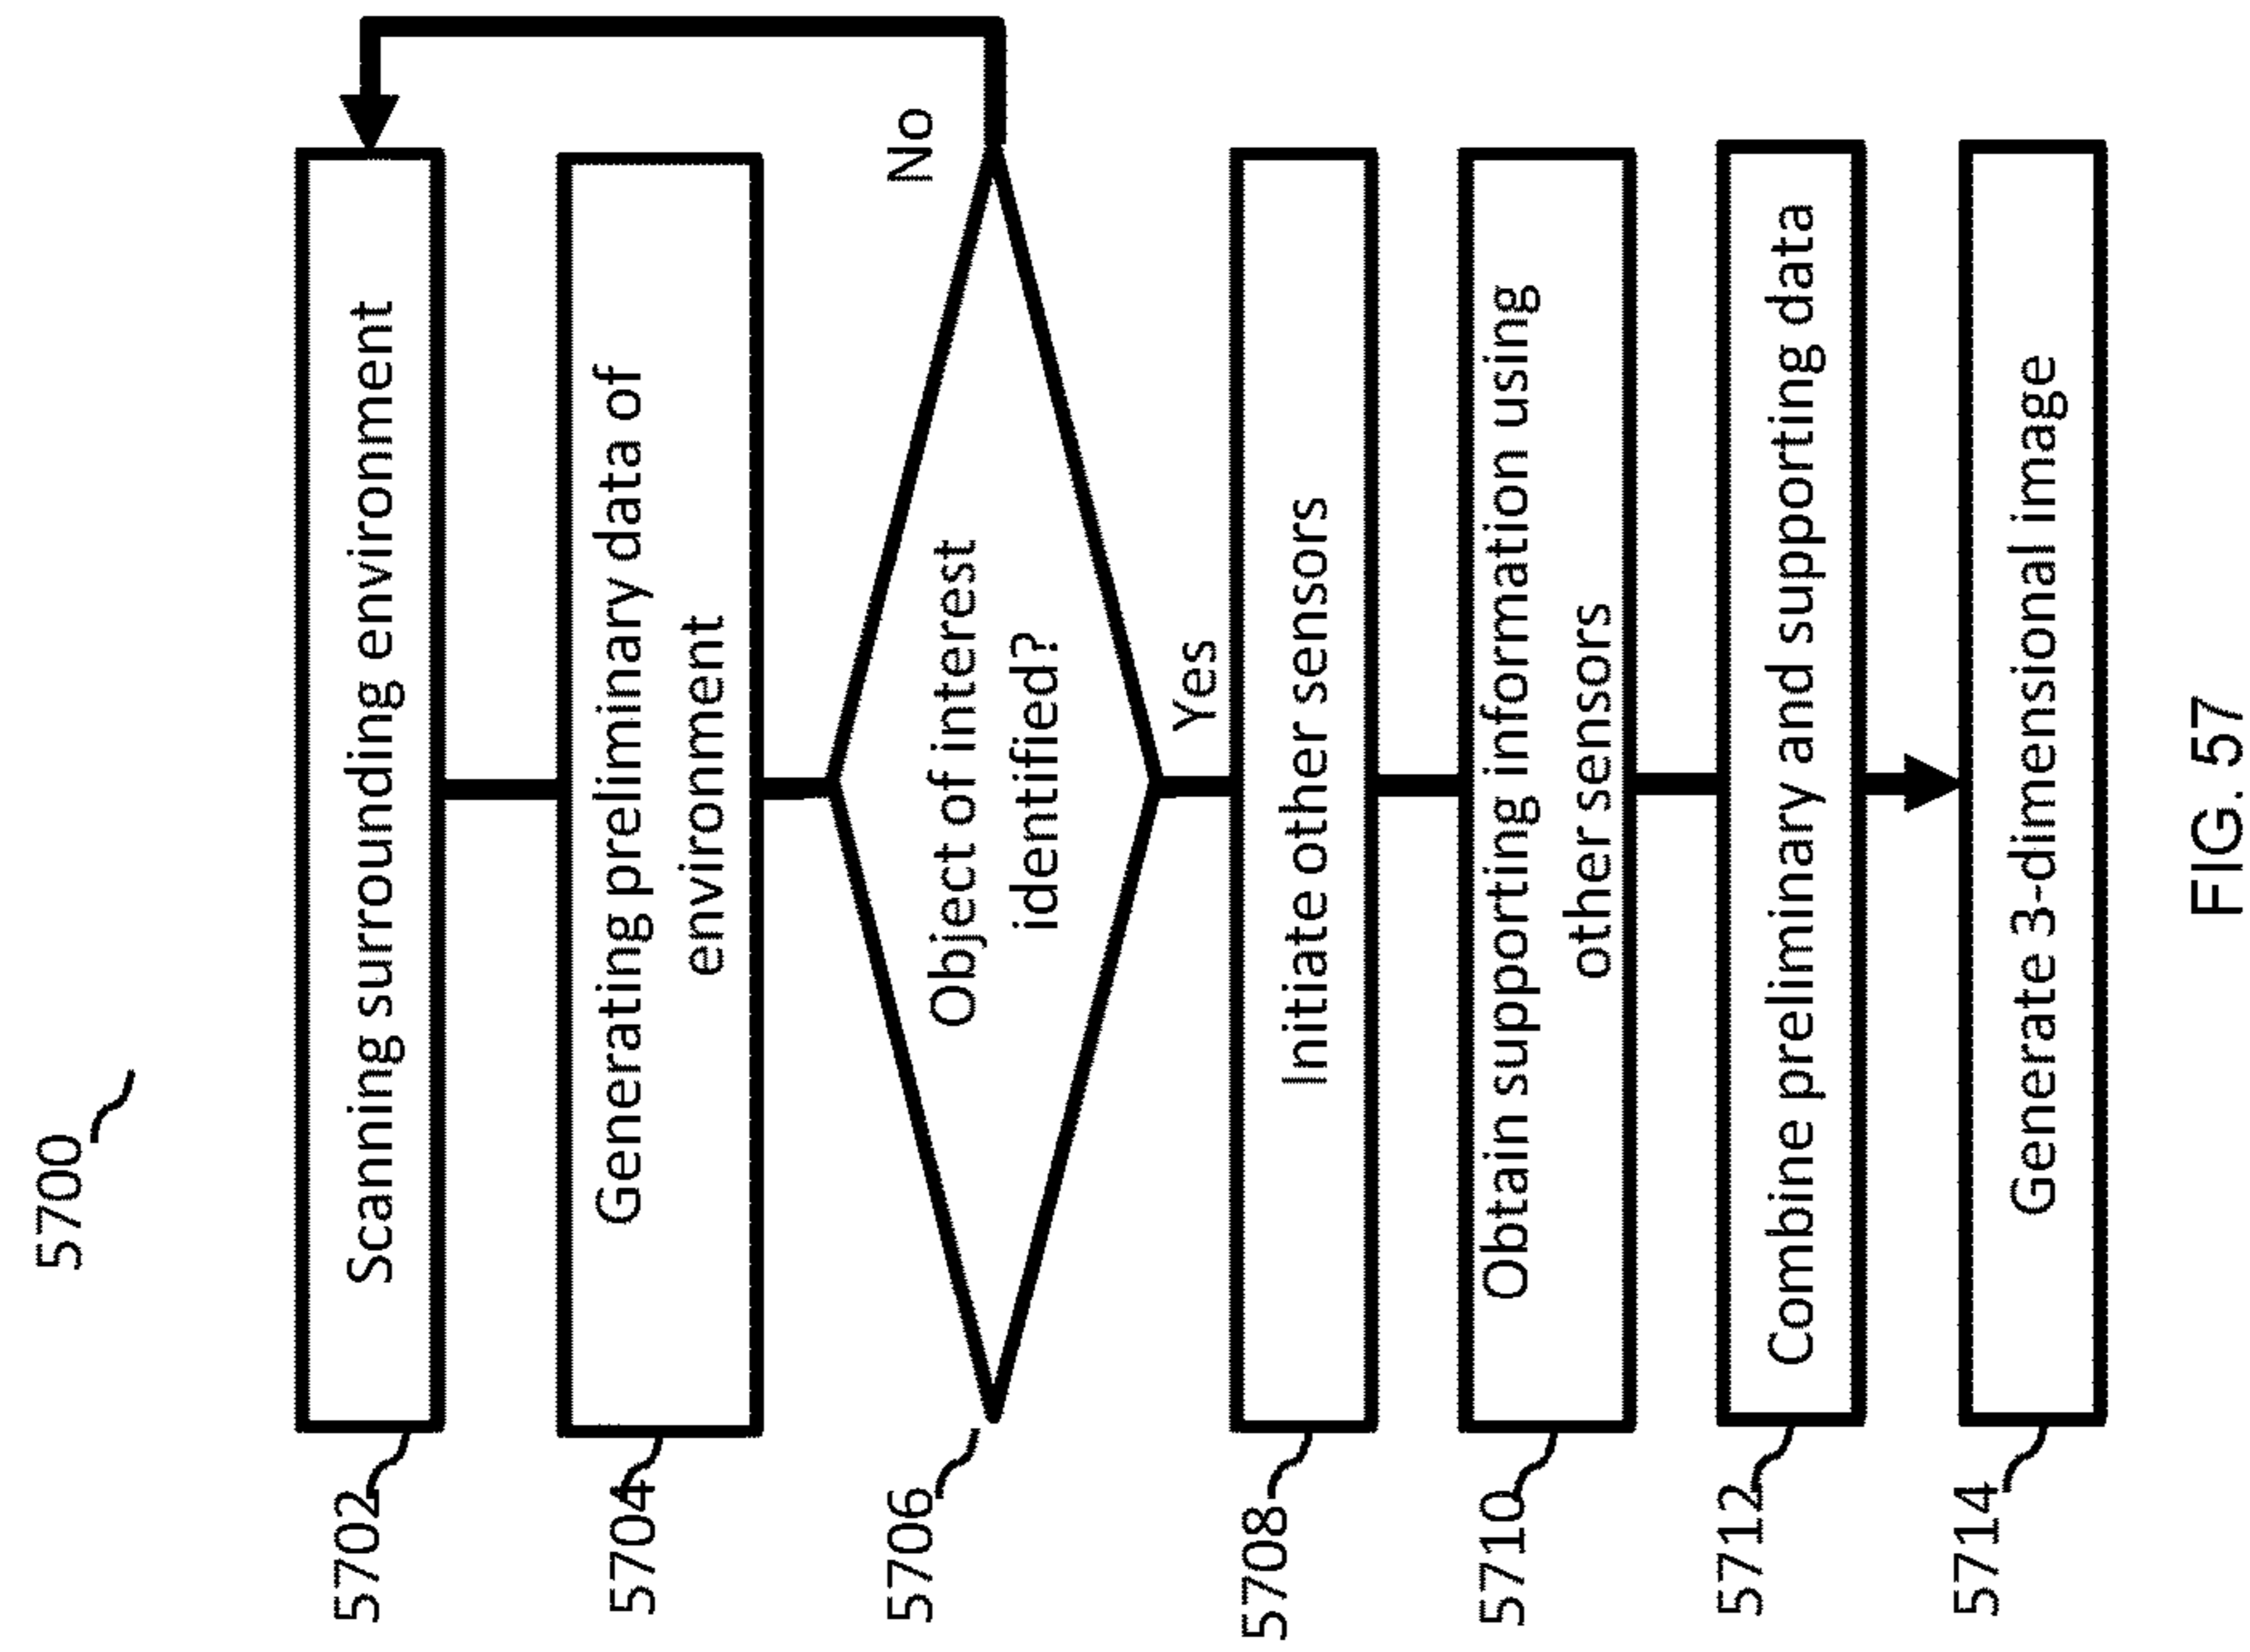 5700
5702
Scanning surrounding environment
5704
Generating preliminary data of
environment
5706
Object of interest
identified?
No
Yes
5708
Initiate other sensors
5710
Obtain supporting information using
other sensors
5712
Combine preliminary and supporting data
5714
Generate 3-dimensional image
FIG. 57